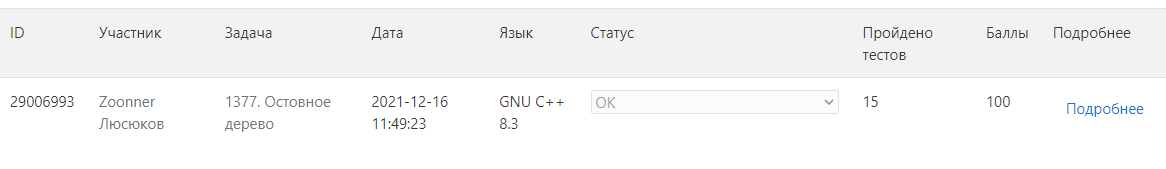 ID Участник Задача Дата Язык Статус Пройдено тестов Баллы Подробнее
29006993 Zoonner Люсюков 1377. Остовное дерево 2021-12-16 11:49:23 GNU C++ 8.3 OK 15 100 Подробнее